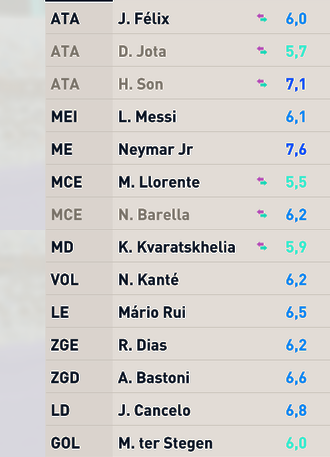 ATA J. Félix 6,0
ATA D. Jota 5,7
ATA H. Son 7,1
MEI L. Messi 6,1
ME Neymar Jr 7,6
MCE M. Llorente 5,5
MCE N. Barella 6,2
MD K. Kvaratskhelia 5,9
VOL N. Kanté 6,2
LE Mário Rui 6,5
ZGE R. Dias 6,2
ZGD A. Bastoni 6,6
LD J. Cancelo 6,8
GOL M. ter Stegen 6,0